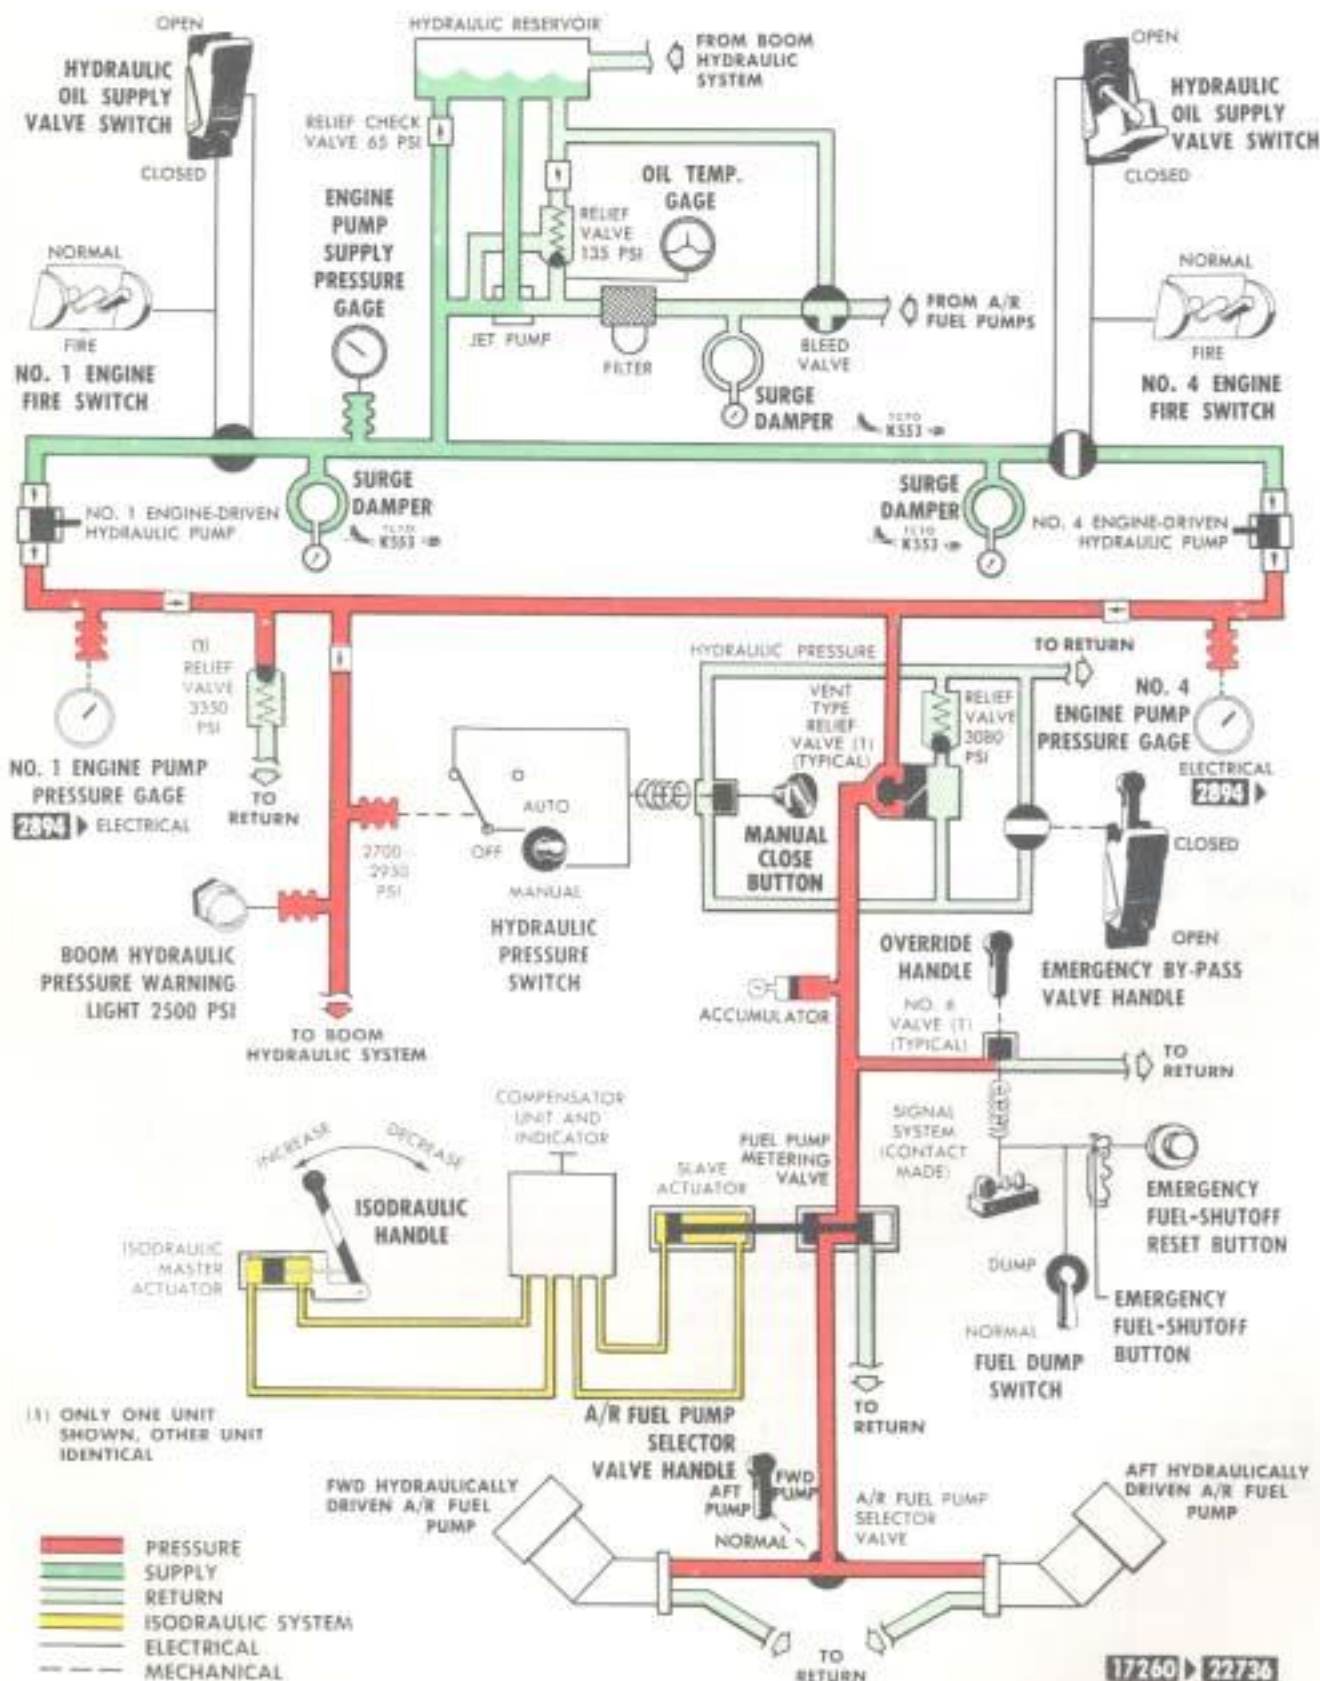 OPEN
HYDRAULIC
OIL SUPPLY
VALVE SWITCH
CLOSED
HYDRAULIC RESERVOIR
FROM BOOM
HYDRAULIC
SYSTEM
OPEN
HYDRAULIC
OIL SUPPLY
VALVE SWITCH
CLOSED
RELIEF CHECK
VALVE 65 PSI
ENGINE
PUMP
SUPPLY
PRESSURE
GAGE
OIL TEMP.
GAGE
RELIEF
VALVE
135 PSI
NORMAL
FIRE
NO. 1 ENGINE
FIRE SWITCH
JET PUMP
FILTER
BLEED
VALVE
FROM A/R
FUEL PUMPS
NORMAL
FIRE
NO. 4 ENGINE
FIRE SWITCH
SURGE
DAMPER
K553
NO. 1 ENGINE-DRIVEN
HYDRAULIC PUMP
SURGE
DAMPER
K553
SURGE
DAMPER
K553
NO. 4 ENGINE-DRIVEN
HYDRAULIC PUMP
(1)
RELIEF
VALVE
3350
PSI
TO
RETURN
NO. 1 ENGINE PUMP
PRESSURE GAGE
2894 ELECTRICAL
HYDRAULIC PRESSURE
VENT
TYPE
RELIEF
VALVE (1)
(TYPICAL)
RELIEF
VALVE
3080
PSI
TO RETURN
NO. 4
ENGINE PUMP
PRESSURE GAGE
ELECTRICAL
2894
2700
2950
PSI
AUTO
OFF
MANUAL
HYDRAULIC
PRESSURE
SWITCH
MANUAL
CLOSE
BUTTON
CLOSED
OPEN
EMERGENCY BY-PASS
VALVE HANDLE
BOOM HYDRAULIC
PRESSURE WARNING
LIGHT 2500 PSI
TO BOOM
HYDRAULIC SYSTEM
ACCUMULATOR
OVERRIDE
HANDLE
NO. 6
VALVE (1)
(TYPICAL)
TO
RETURN
INCREASE
DECREASE
ISODRAULIC
HANDLE
ISODRAULIC
MASTER
ACTUATOR
COMPENSATOR
UNIT AND
INDICATOR
SLAVE
ACTUATOR
FUEL PUMP
METERING
VALVE
SIGNAL
SYSTEM
(CONTACT
MADE)
EMERGENCY
FUEL-SHUTOFF
RESET BUTTON
DUMP
NORMAL
FUEL DUMP
SWITCH
EMERGENCY
FUEL-SHUTOFF
BUTTON
TO
RETURN
(1) ONLY ONE UNIT
SHOWN, OTHER UNIT
IDENTICAL
A/R FUEL PUMP
SELECTOR
VALVE HANDLE
AFT
PUMP
FWD
PUMP
NORMAL
A/R FUEL PUMP
SELECTOR
VALVE
FWD HYDRAULICALLY
DRIVEN A/R FUEL
PUMP
AFT HYDRAULICALLY
DRIVEN A/R FUEL
PUMP
TO
RETURN
PRESSURE
SUPPLY
RETURN
ISODRAULIC SYSTEM
ELECTRICAL
MECHANICAL
17260 22736